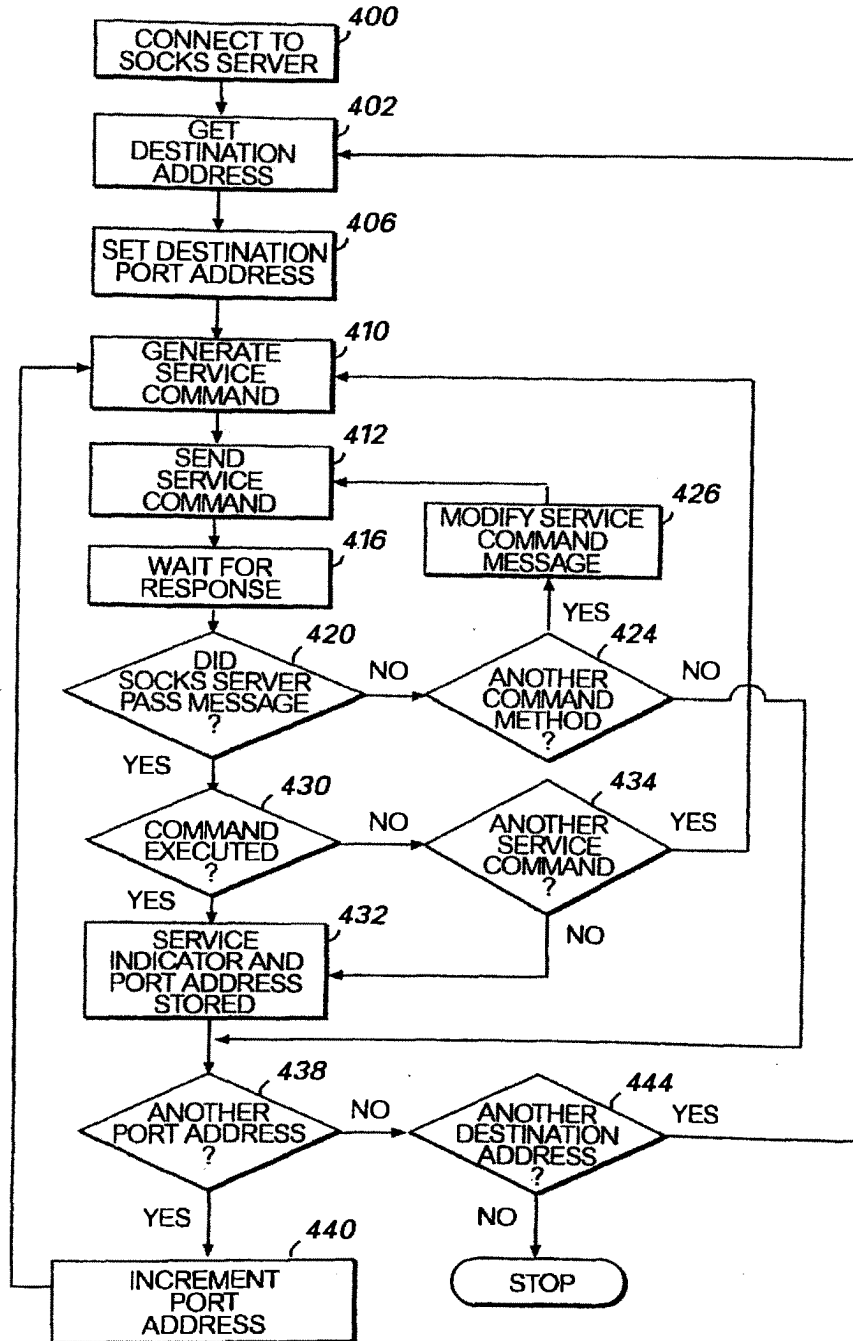 400
CONNECT TO
SOCKS SERVER
402
GET
DESTINATION
ADDRESS
406
SET DESTINATION
PORT ADDRESS
410
GENERATE
SERVICE
COMMAND
412
SEND
SERVICE
COMMAND
426
MODIFY SERVICE
COMMAND
MESSAGE
416
WAIT FOR
RESPONSE
YES
420
DID
SOCKS SERVER
PASS MESSAGE
?
NO
424
ANOTHER
COMMAND
METHOD
?
NO
YES
430
COMMAND
EXECUTED
?
NO
434
ANOTHER
SERVICE
COMMAND
?
YES
YES
432
SERVICE
INDICATOR AND
PORT ADDRESS
STORED
NO
438
ANOTHER
PORT ADDRESS
?
NO
444
ANOTHER
DESTINATION
ADDRESS
?
YES
YES
440
INCREMENT
PORT
ADDRESS
NO
STOP